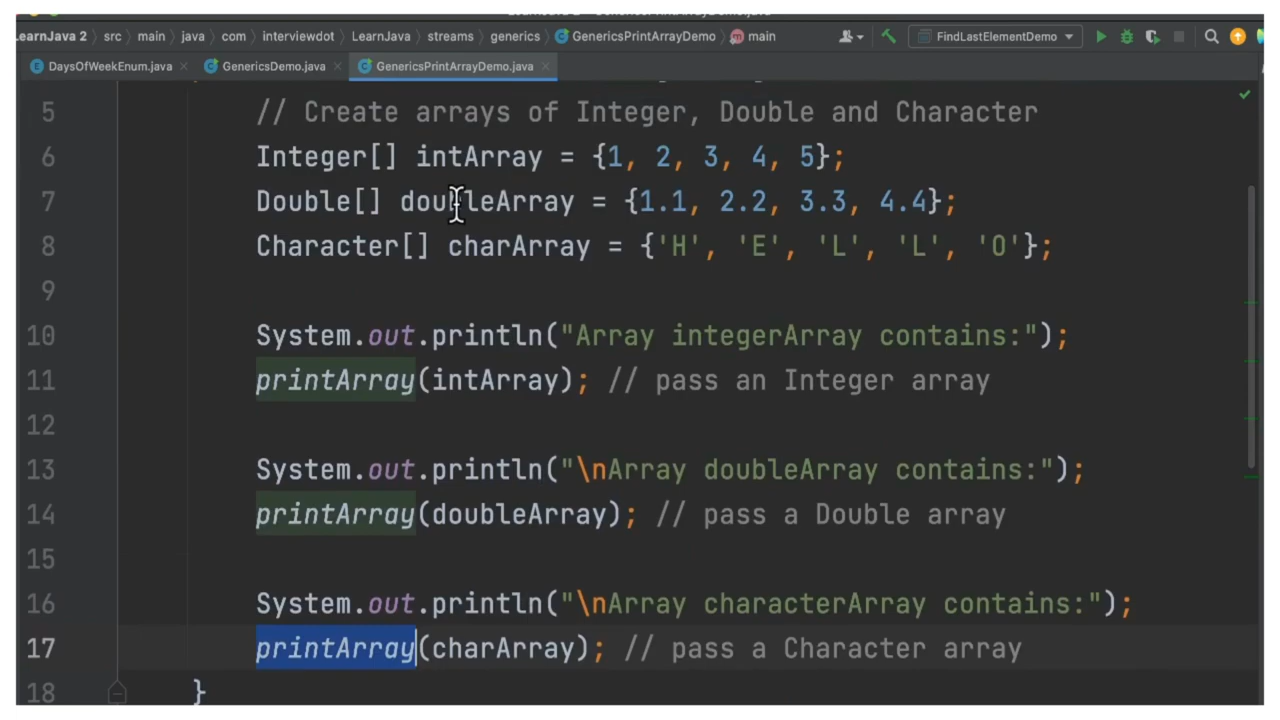 LearnJava 2 src main java com interviewdot LearnJava streams generics GenericsPrintArrayDemo main FindLastElementDemo
DaysOfWeekEnum.java GenericsDemo.java GenericsPrintArrayDemo.java
5 // Create arrays of Integer, Double and Character
6 Integer[] intArray = {1, 2, 3, 4, 5};
7 Double[] doubleArray = {1.1, 2.2, 3.3, 4.4};
8 Character[] charArray = {'H', 'E', 'L', 'L', 'O'};
9
10 System.out.println("Array integerArray contains:");
11 printArray(intArray); // pass an Integer array
12
13 System.out.println("\nArray doubleArray contains:");
14 printArray(doubleArray); // pass a Double array
15
16 System.out.println("\nArray characterArray contains:");
17 printArray(charArray); // pass a Character array
18 }